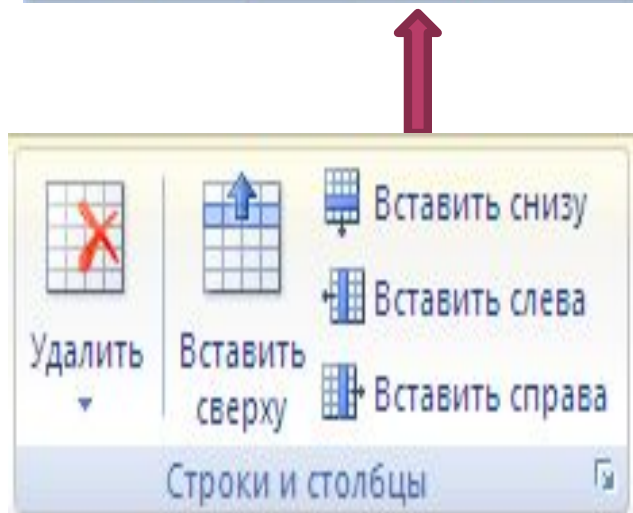 Удалить
Вставить
сверху
Вставить снизу
Вставить слева
Вставить справа
Строки и столбцы